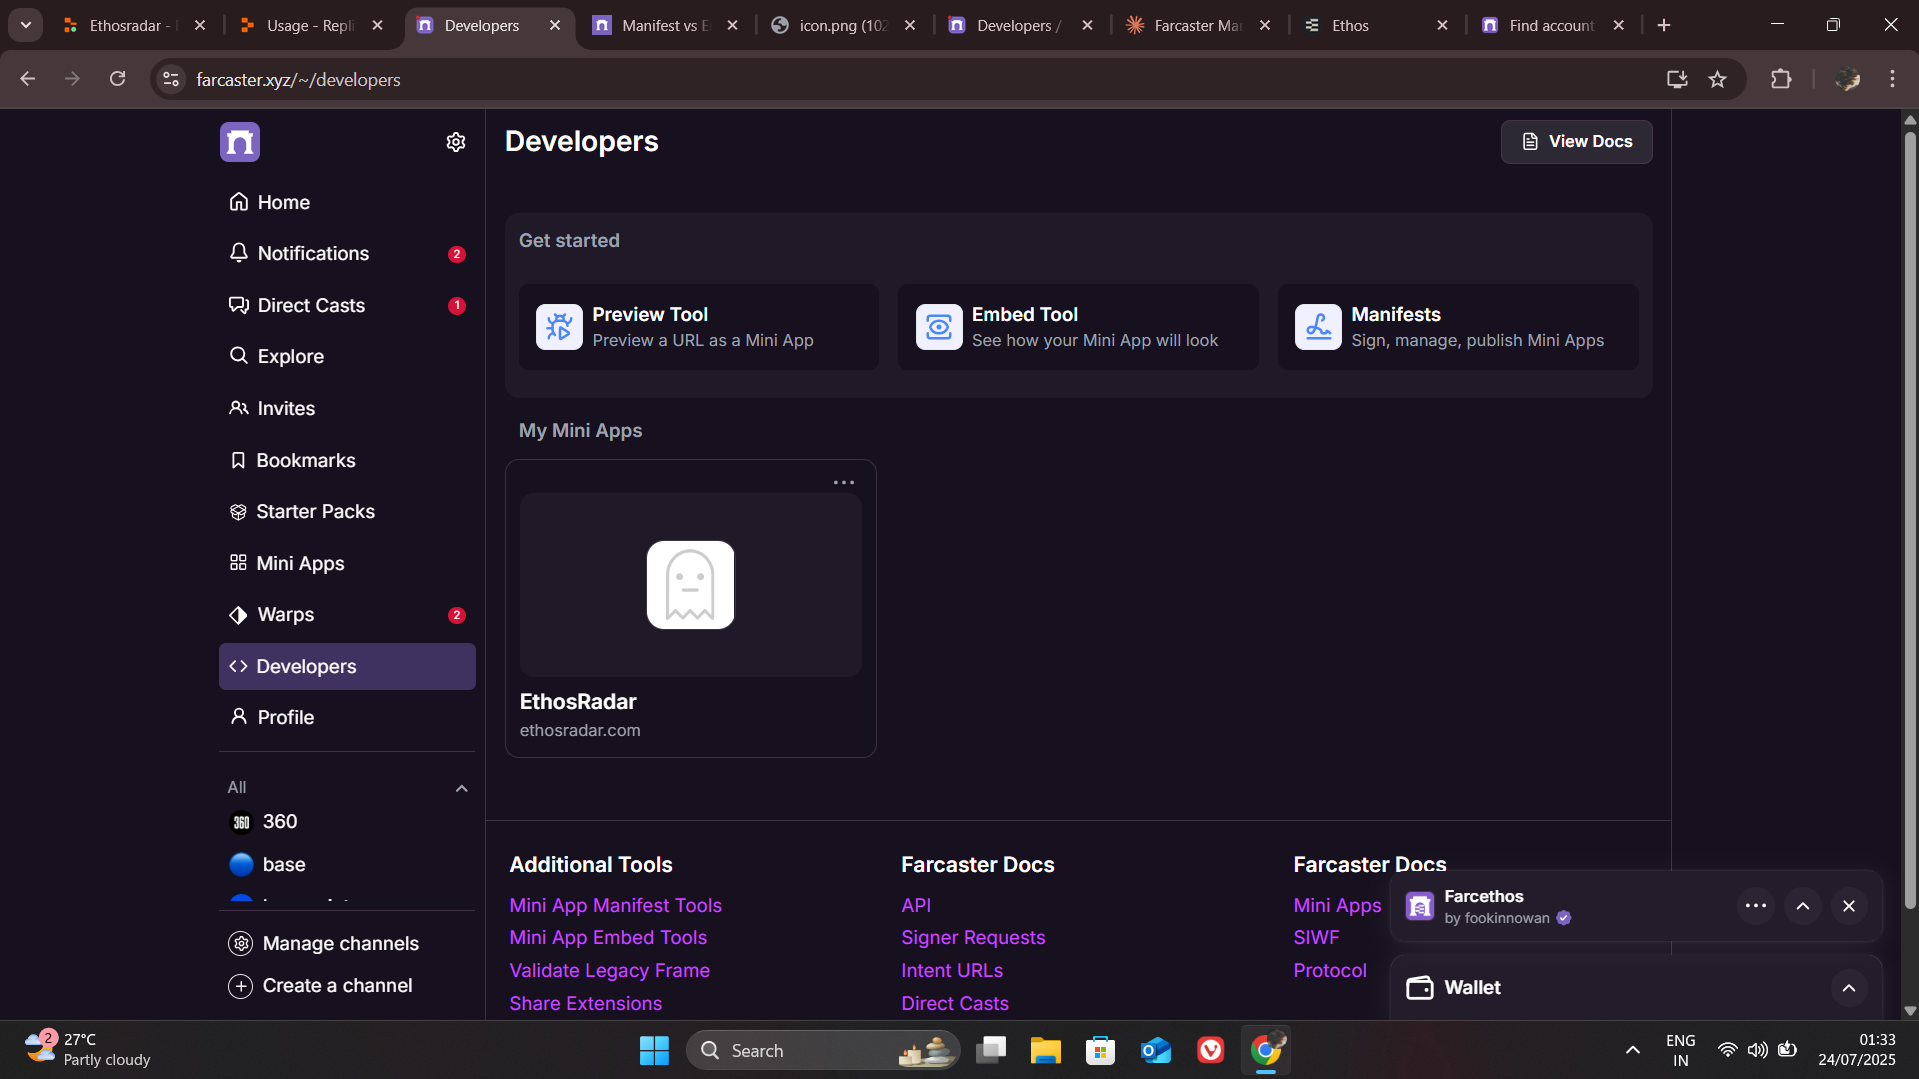 Ethosradar -
Usage - Repli
Developers
Manifest vs E
icon.png (102
Developers /
Farcaster Mar
Ethos
Find account
farcaster.xyz/~/developers
Home
Notifications
2
Direct Casts
1
Explore
Invites
Bookmarks
Starter Packs
Mini Apps
Warps
2
Developers
Profile
All
360
360
base
Manage channels
Create a channel
Developers
View Docs
Get started
Preview Tool
Preview a URL as a Mini App
Embed Tool
See how your Mini App will look
Manifests
Sign, manage, publish Mini Apps
My Mini Apps
EthosRadar
ethosradar.com
Additional Tools
Mini App Manifest Tools
Mini App Embed Tools
Validate Legacy Frame
Share Extensions
Farcaster Docs
API
Signer Requests
Intent URLs
Direct Casts
Farcaster Docs
Mini Apps
SIWF
Protocol
Farcethos
by fookinnowan
Wallet
2
27°C
Partly cloudy
Search
ENG
IN
01:33
24/07/2025